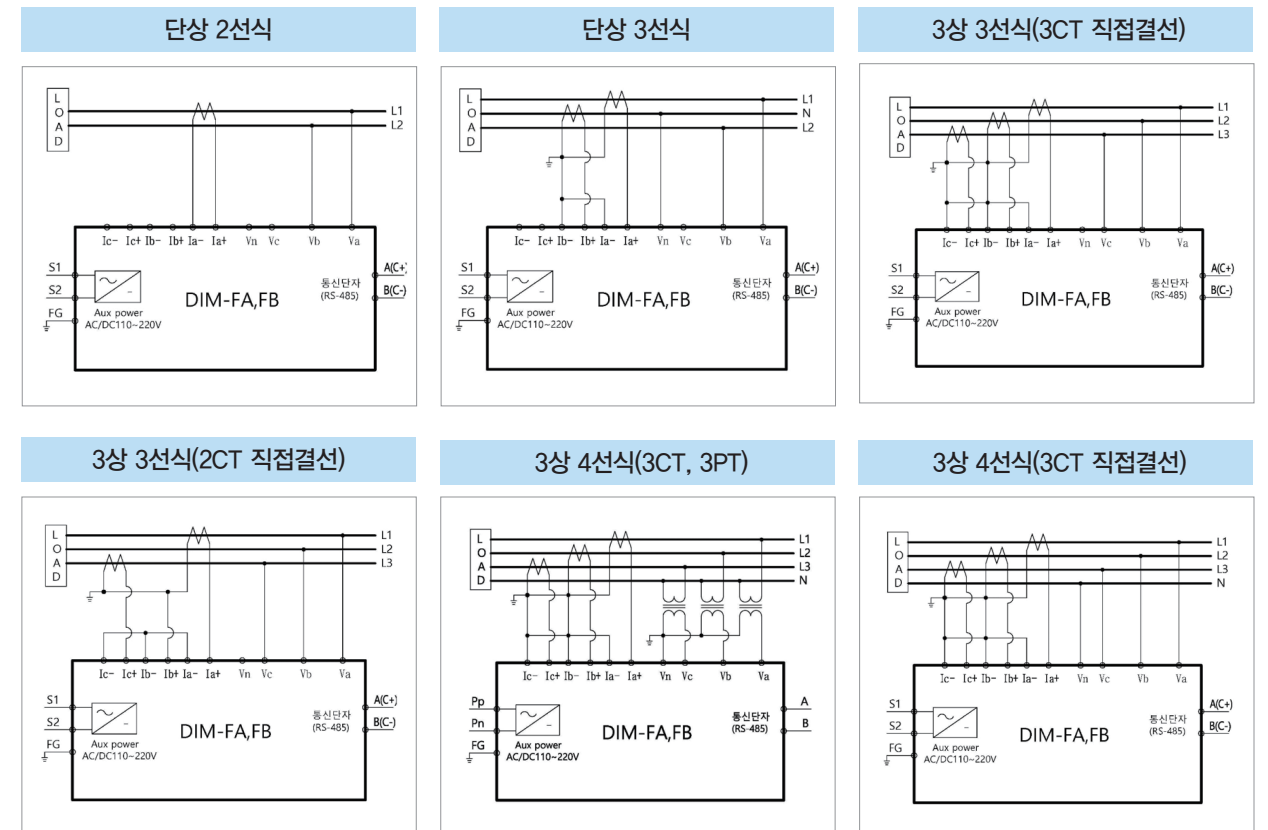 단상 2선식
단상 3선식
3상 3선식(3CT 직접결선)
L
O
A
D
L1
L2
Ic- Ic+ Ib- Ib+ Ia- Ia+ Vn Vc Vb Va
S1
S2
FG
Aux power
AC/DC110~220V
DIM-FA,FB
통신단자
(RS-485)
A(C+)
B(C-)
L
O
A
D
L1
N
L2
Ic- Ic+ Ib- Ib+ Ia- Ia+ Vn Vc Vb Va
S1
S2
FG
Aux power
AC/DC110~220V
DIM-FA,FB
통신단자
(RS-485)
A(C+)
B(C-)
L
O
A
D
L1
L2
L3
Ic- Ic+ Ib- Ib+ Ia- Ia+ Vn Vc Vb Va
S1
S2
FG
Aux power
AC/DC110~220V
DIM-FA,FB
통신단자
(RS-485)
A(C+)
B(C-)
3상 3선식(2CT 직접결선)
3상 4선식(3CT, 3PT)
3상 4선식(3CT 직접결선)
L
O
A
D
L1
L2
L3
Ic- Ic+ Ib- Ib+ Ia- Ia+ Vn Vc Vb Va
S1
S2
FG
Aux power
AC/DC110~220V
DIM-FA,FB
통신단자
(RS-485)
A(C+)
B(C-)
L
O
A
D
L1
L2
L3
N
Ic- Ic+ Ib- Ib+ Ia- Ia+ Vn Vc Vb Va
Pp
Pn
FG
Aux power
AC/DC110~220V
DIM-FA,FB
통신단자
(RS-485)
A
B
L
O
A
D
L1
L2
L3
N
Ic- Ic+ Ib- Ib+ Ia- Ia+ Vn Vc Vb Va
S1
S2
FG
Aux power
AC/DC110~220V
DIM-FA,FB
통신단자
(RS-485)
A(C+)
B(C-)